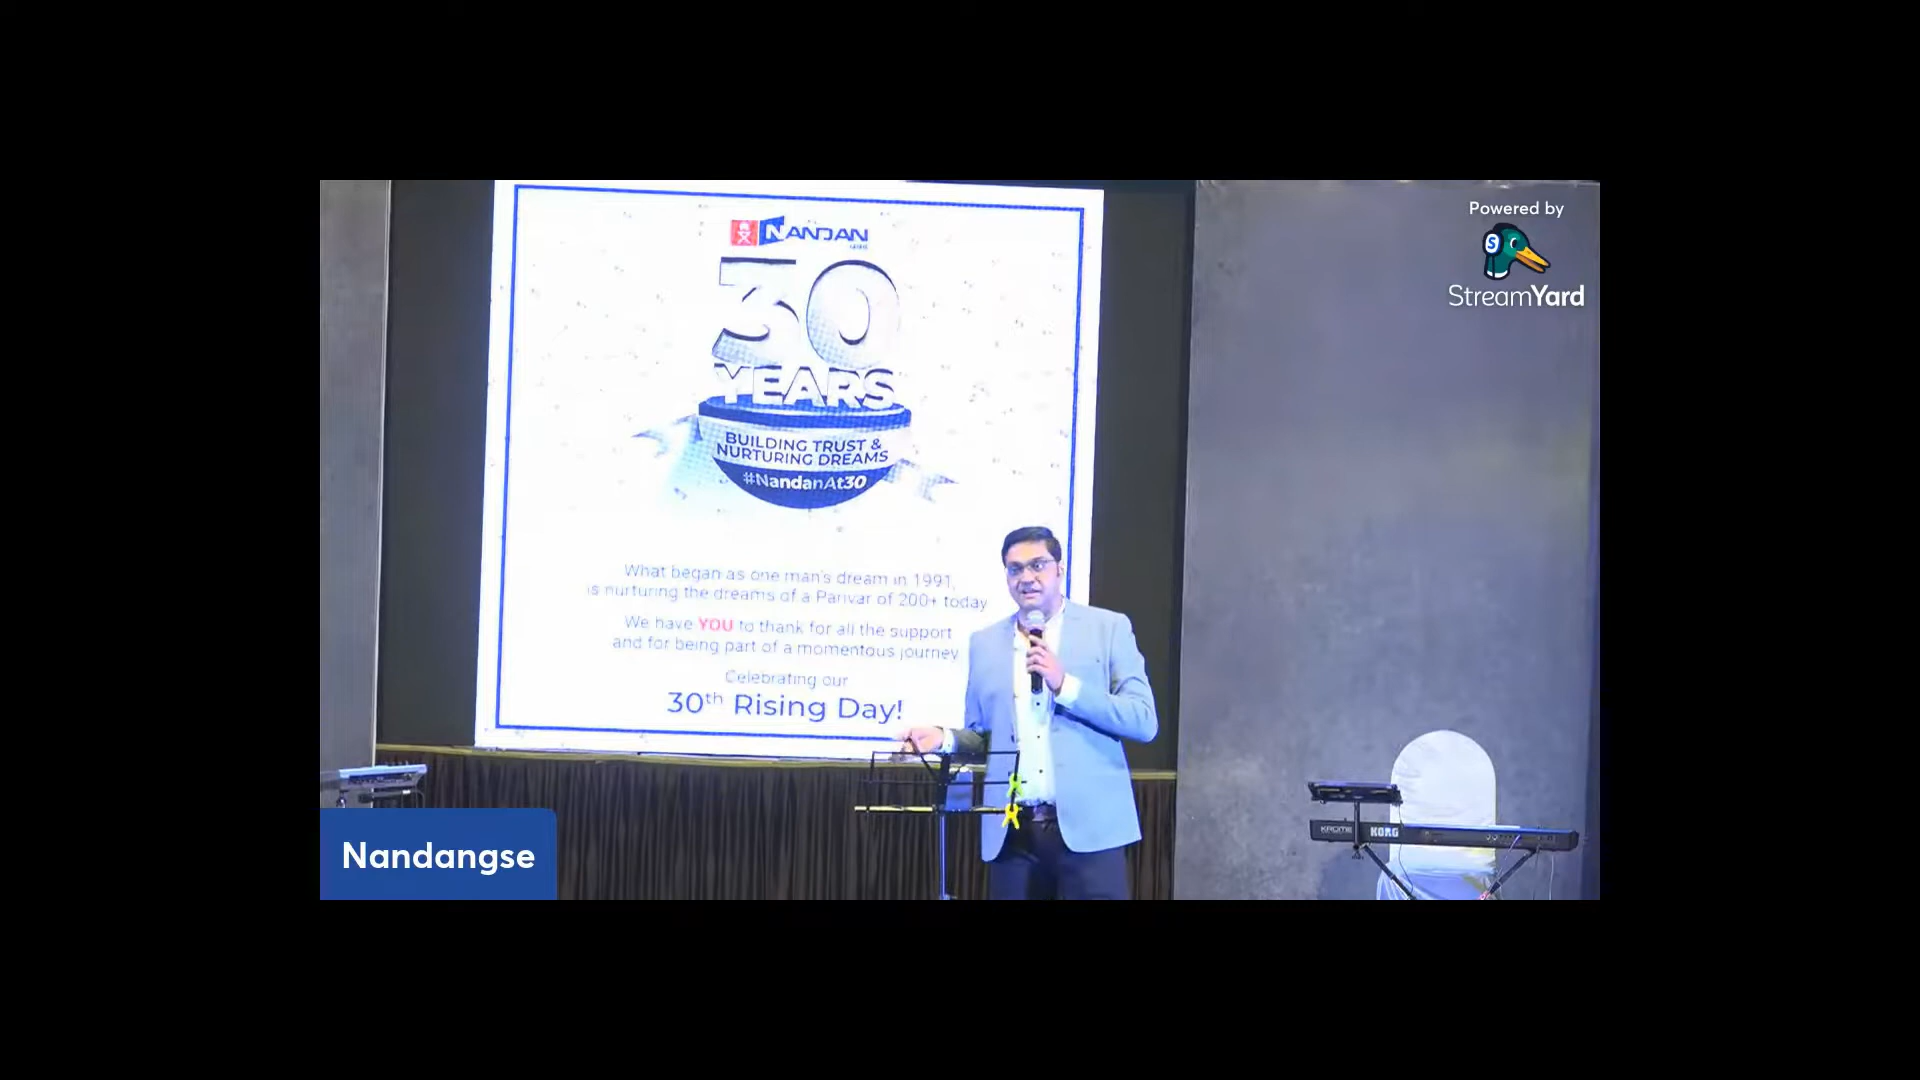 Powered by
StreamYard
NANDAN
30
YEARS
BUILDING TRUST &
NURTURING DREAMS
#NandanAt30
What began as one man's dream in 1991,
is nurturing the dreams of a Parivar of 200+ today
We have YOU to thank for all the support
and for being part of a momentous journey
Celebrating our
30th Rising Day!
KROME KORG
Nandangse